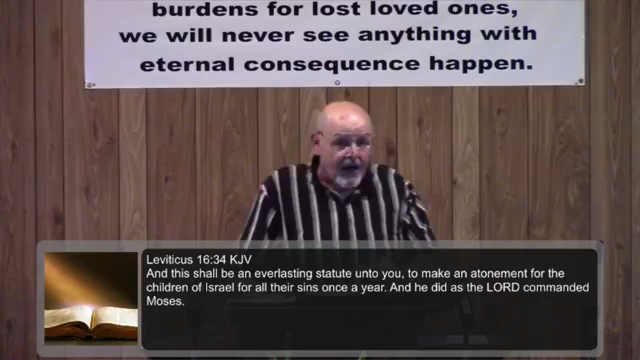 burdens for lost loved ones,
we will never see anything with
eternal consequence happen.
Leviticus 16:34 KJV
And this shall be an everlasting statute unto you, to make an atonement for the
children of Israel for all their sins once a year. And he did as the LORD commanded
Moses.